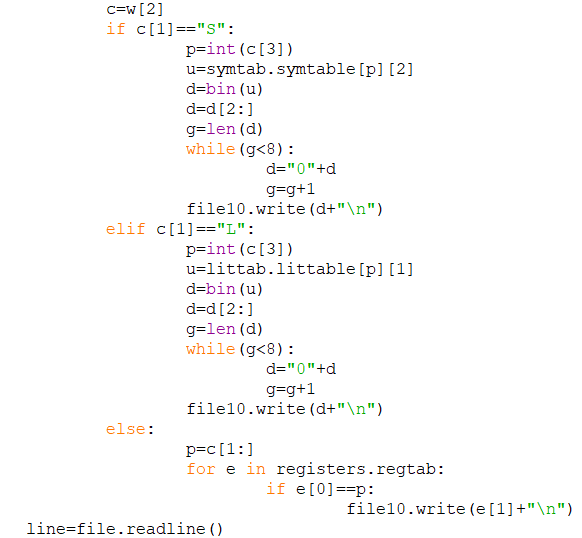 c=w[2]
if c[1]=="S":
p=int(c[3])
u=symtab.symtable[p][2]
d=bin(u)
d=d[2:]
g=len(d)
while(g<8):
d="0"+d
g=g+1
file10.write(d+"\n")
elif c[1]=="L":
p=int(c[3])
u=littab.littable[p][1]
d=bin(u)
d=d[2:]
g=len(d)
while(g<8):
d="0"+d
g=g+1
file10.write(d+"\n")
else:
p=c[1:]
for e in registers.regtab:
if e[0]==p:
file10.write(e[1]+"\n")
line=file.readline()